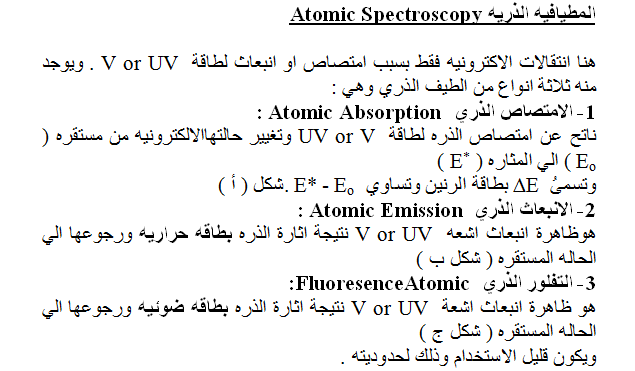 المطيافيه الذريه Atomic Spectroscopy
هنا انتقالات الاكترونيه فقط بسبب امتصاص او انبعاث لطاقة V or UV . ويوجد
منه ثلاثة انواع من الطيف الذري وهي :
1- الامتصاص الذري Atomic Absorption :
ناتج عن امتصاص الذره لطاقة UV or V وتغيير حالتهاالالكترونيه من مستقره (
Eo ) الي المثاره ( E* )
وتسمىُ ΔE بطاقة الرنين وتساوي E* - Eo .شكل ( أ )
2- الانبعاث الذري Atomic Emission :
هوظاهرة انبعاث اشعه V or UV نتيجة اثارة الذره بطاقه حراريه ورجوعها الي
الحاله المستقره ( شكل ب )
3- التفلور الذري FluoresenceAtomic:
هو ظاهرة انبعاث اشعة V or UV نتيجة اثارة الذره بطاقه ضوئيه ورجوعها الي
الحاله المستقره ( شكل ج )
ويكون قليل الاستخدام وذلك لحدوديته .